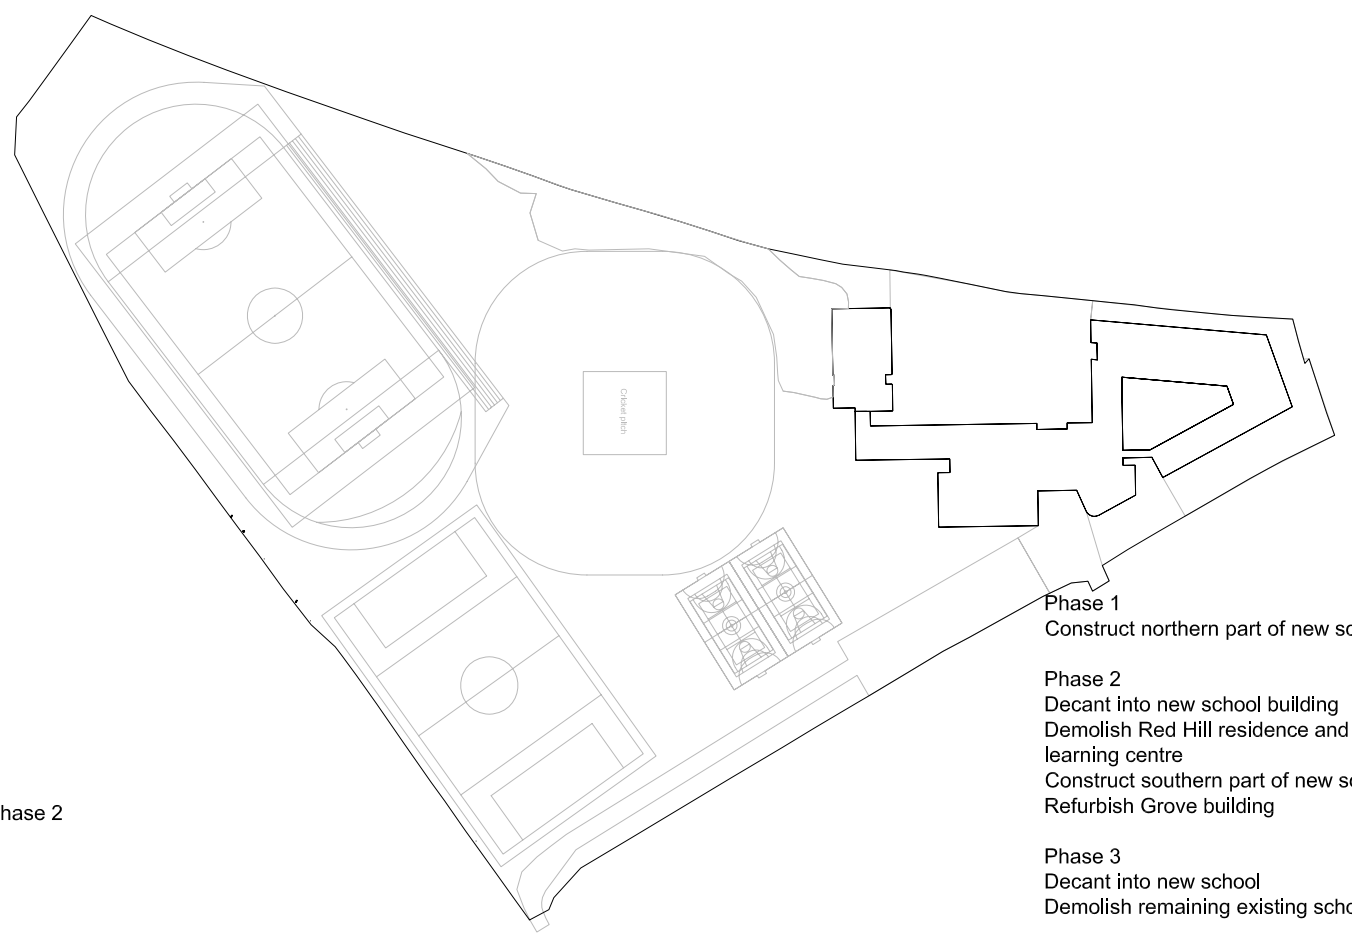 Cricket pitch
Phase 1
Construct northern part of new sc
Phase 2
Decant into new school building
Demolish Red Hill residence and
learning centre
Construct southern part of new sc
Refurbish Grove building
hase 2
Phase 3
Decant into new school
Demolish remaining existing scho